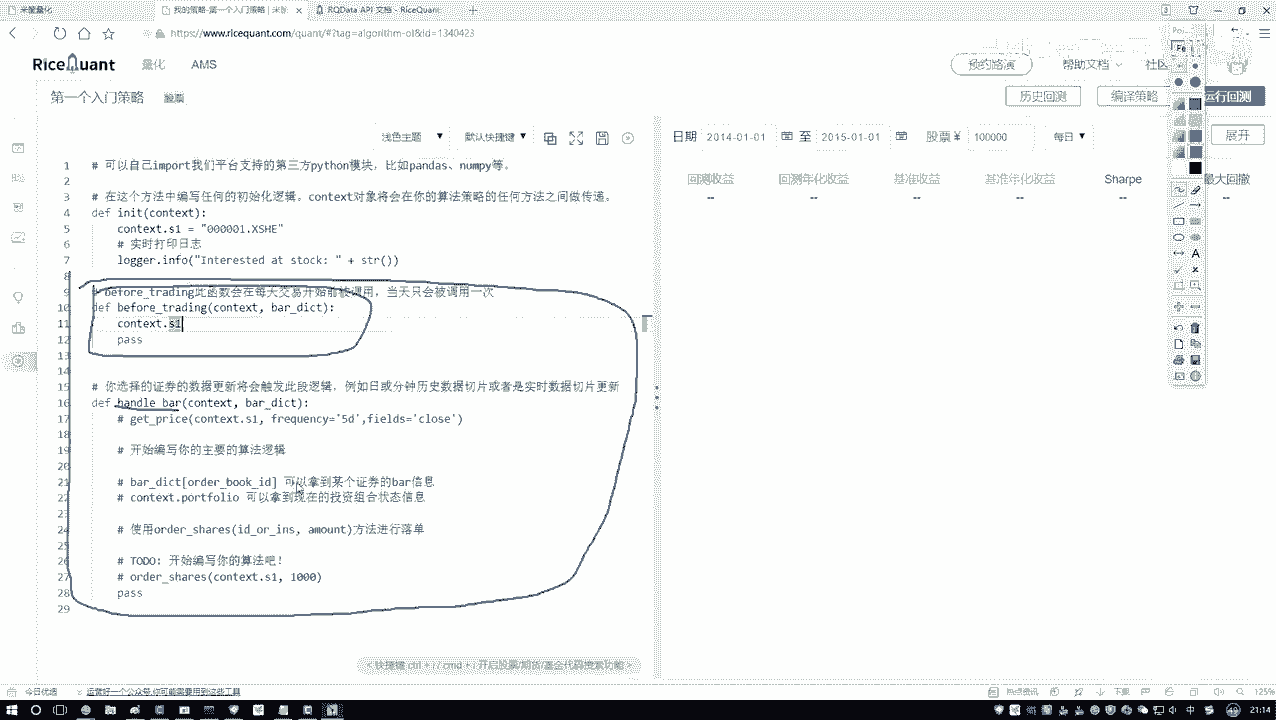 米筐量化
我的策略-第一个入门策略 | 米筐
RQData API 文档 - RiceQuant
https://www.ricequant.com/quant/#?tag=algorithm-ol&id=1340423
RiceQuant 量化 AMS 预约路演 帮助文档 社区
第一个入门策略 股票 历史回测 编译策略 运行回测
浅色主题 默认快捷键
日期 2014-01-01 至 2015-01-01 股票 ¥ 100000 每日 展开
回测收益 回测年化收益 基准收益 基准年化收益 Sharpe 最大回撤
-- -- -- -- -- --
1 # 可以自己import我们平台支持的第三方python模块，比如pandas、numpy等。
2
3 # 在这个方法中编写任何的初始化逻辑。context对象将会在你的算法策略的任何方法之间做传递。
4 def init(context):
5 context.s1 = "000001.XSHE"
6 # 实时打印日志
7 logger.info("Interested at stock: " + str())
8
9 # before_trading此函数会在每天交易开始前被调用，当天只会被调用一次
10 def before_trading(context, bar_dict):
11 context.s1
12 pass
13
15 # 你选择的证券的数据更新将会触发此段逻辑，例如日或分钟历史数据切片或者是实时数据切片更新
16 def handle_bar(context, bar_dict):
17 # get_price(context.s1, frequency='5d',fields='close')
18
19 # 开始编写你的主要的算法逻辑
20
21 # bar_dict[order_book_id] 可以拿到某个证券的bar信息
22 # context.portfolio 可以拿到现在的投资组合状态信息
23
24 # 使用order_shares(id_or_ins, amount)方法进行落单
25
26 # TODO: 开始编写你的算法吧！
27 # order_shares(context.s1, 1000)
28 pass
29
今日优选 运营好一个公众号,你可能需要用到这些工具
热点资讯 下载 125%
中 21:14